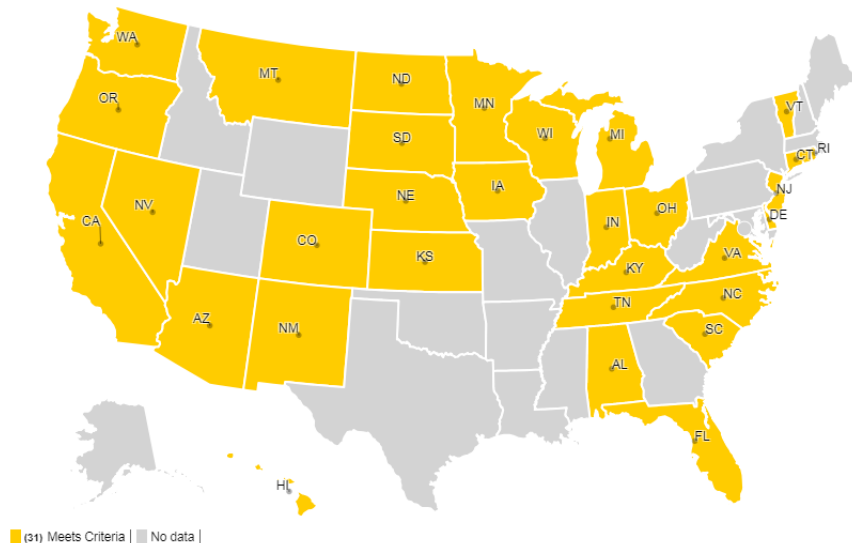 WA
MT
ND
MN
OR
SD
WI
MI
VT
CT
RI
NE
IA
NJ
NV
CA
CO
KS
IN
OH
DE
VA
KY
AZ
NM
TN
NC
SC
AL
FL
HI
(31) Meets Criteria | No data |